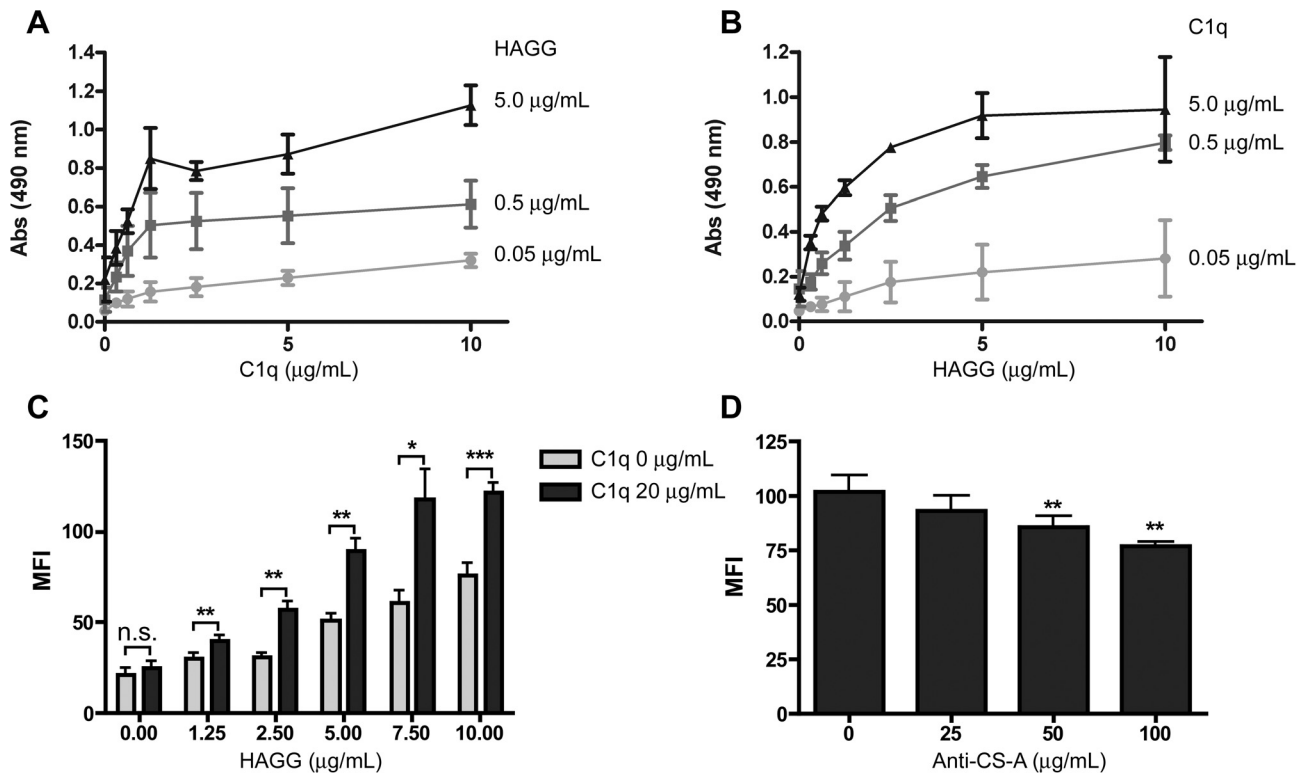 A
HAGG
1.4
1.2
1.0
0.8
0.6
0.4
0.2
0.0
Abs (490 nm)
5.0 μg/mL
0.5 μg/mL
0.05 μg/mL
0 5 10
C1q (μg/mL)
B
C1q
1.2
1.0
0.8
0.6
0.4
0.2
0.0
Abs (490 nm)
5.0 μg/mL
0.5 μg/mL
0.05 μg/mL
0 5 10
HAGG (μg/mL)
C
150
100
50
0
MFI
n.s. ** ** ** * ***
C1q 0 μg/mL
C1q 20 μg/mL
0.00 1.25 2.50 5.00 7.50 10.00
HAGG (μg/mL)
D
125
100
75
50
25
0
MFI
** **
0 25 50 100
Anti-CS-A (μg/mL)